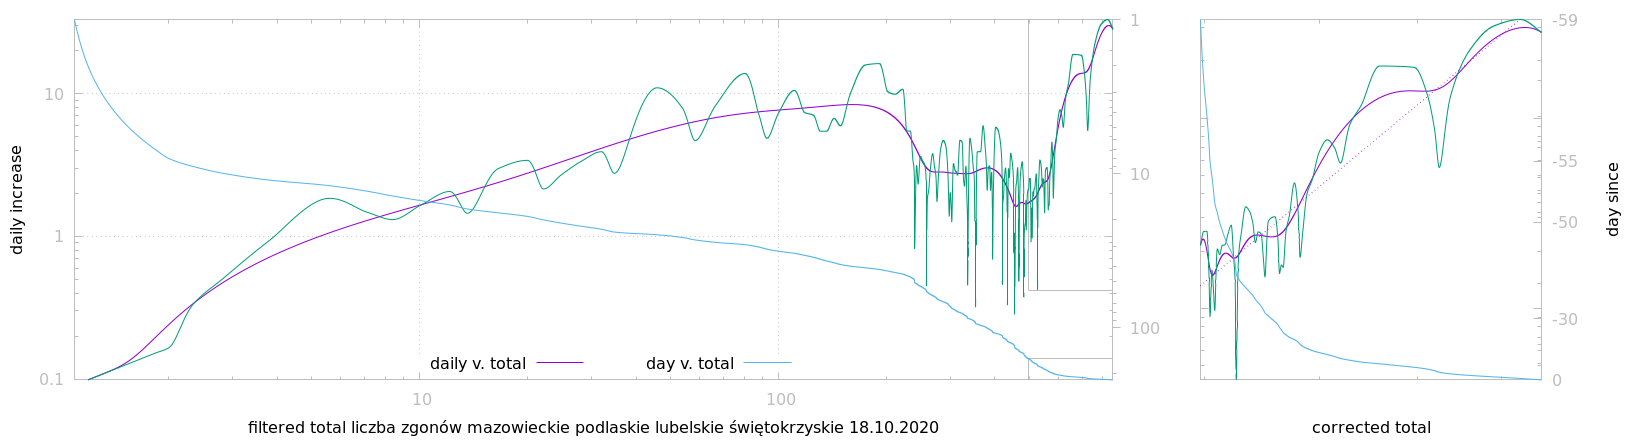 daily increase
10
1
0.1
10
100
1
10
100
daily v. total
day v. total
filtered total liczba zgonów mazowieckie podlaskie lubelskie świętokrzyskie 18.10.2020
-59
-55
-50
-30
0
day since
corrected total